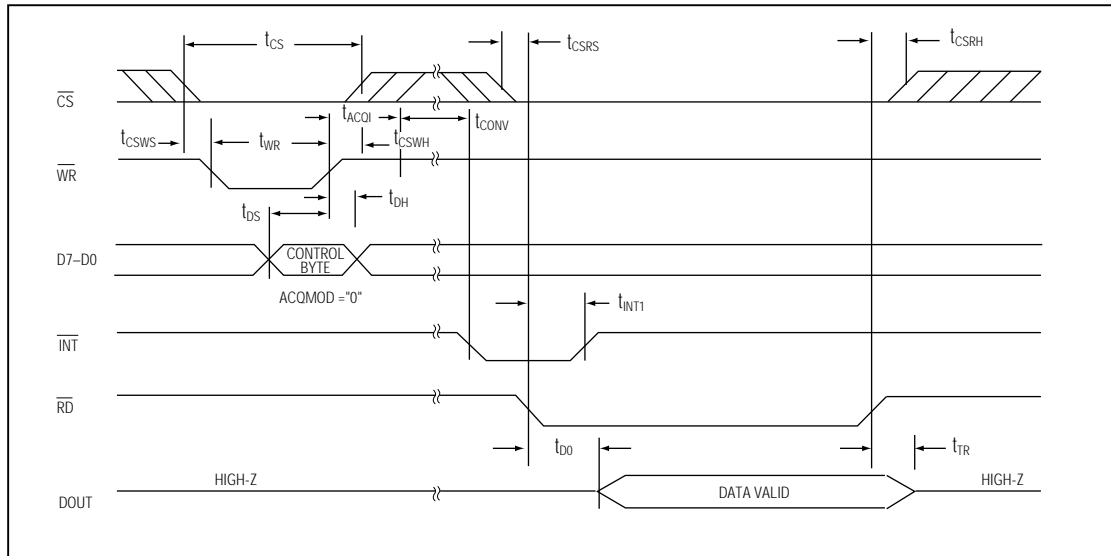 tCS
tCSRS
tCSRH
CS
tACQI
tCONV
tCSWS
tWR
tCSWH
WR
tDS
tDH
D7–D0
CONTROL
BYTE
ACQMOD ="0"
tINT1
INT
RD
tD0
tTR
HIGH-Z
DATA VALID
HIGH-Z
DOUT